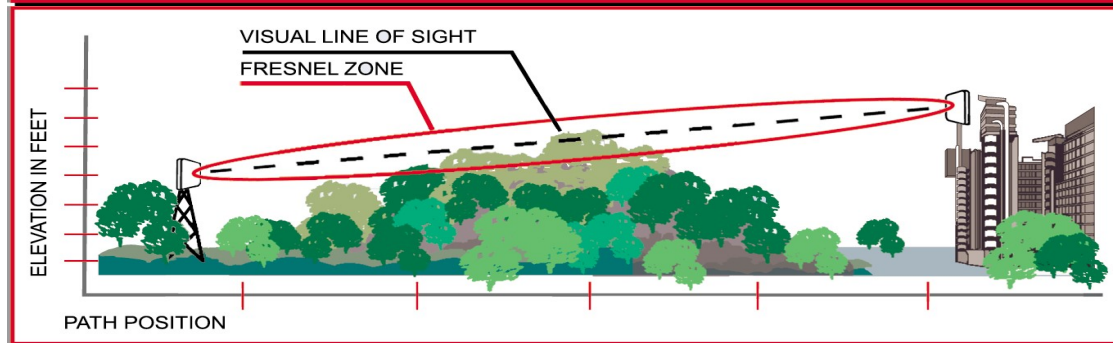 VISUAL LINE OF SIGHT
FRESNEL ZONE
ELEVATION IN FEET
PATH POSITION